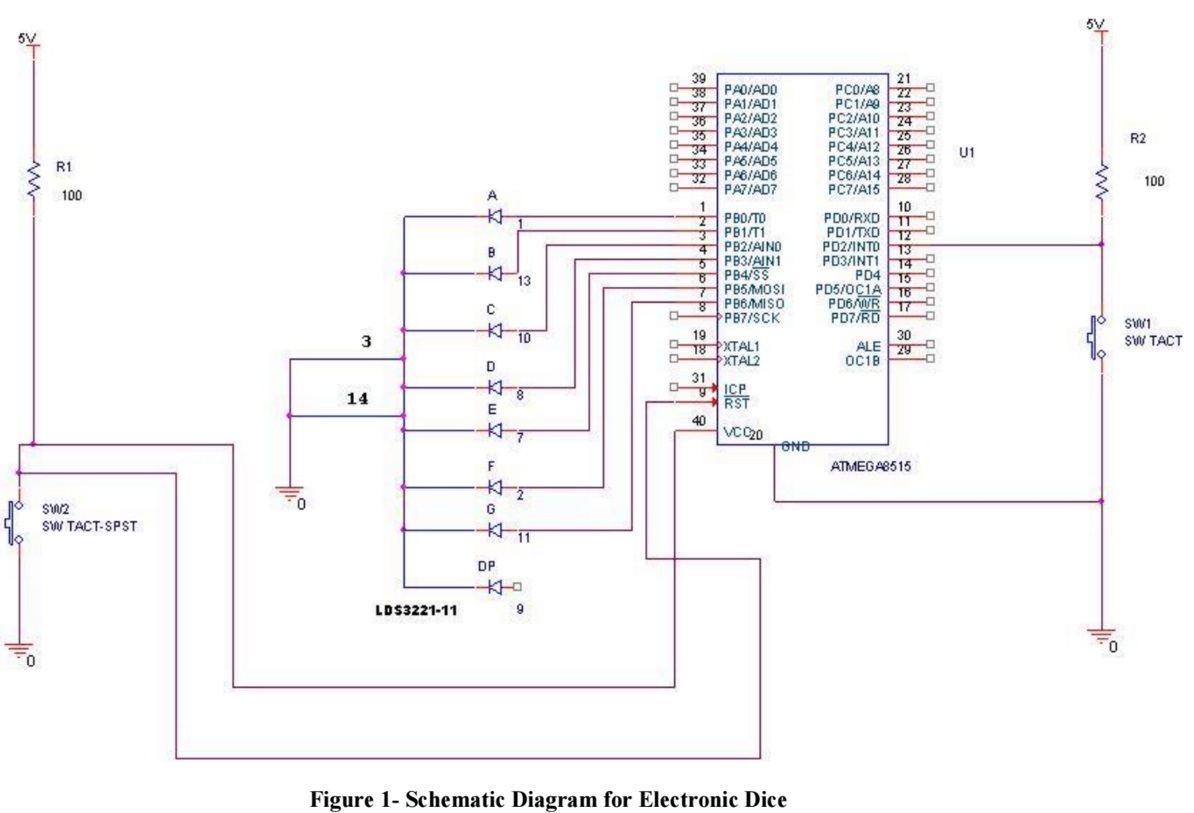 5V
5V
R1
100
R2
100
U1
39 PA0/AD0
38 PA1/AD1
37 PA2/AD2
36 PA3/AD3
35 PA4/AD4
34 PA5/AD5
33 PA6/AD6
32 PA7/AD7
1 PB0/T0
2 PB1/T1
3 PB2/AIN0
4 PB3/AIN1
5 PB4/SS
6 PB5/MOSI
7 PB6/MISO
8 PB7/SCK
19 XTAL1
18 XTAL2
31 ICP
9 RST
40 VCC
20 GND
PC0/A8 21
PC1/A9 22
PC2/A10 23
PC3/A11 24
PC4/A12 25
PC5/A13 26
PC6/A14 27
PC7/A15 28
PD0/RXD 10
PD1/TXD 11
PD2/INT0 12
PD3/INT1 13
PD4 14
PD5/OC1A 15
PD6/WR 16
PD7/RD 17
ALE 30
OC1B 29
ATMEGA8515
A
1
B
13
C
10
D
8
E
7
F
2
G
11
DP
9
3
14
0
LDS3221-11
SW1
SW TACT
0
SW2
SW TACT-SPST
0
Figure 1- Schematic Diagram for Electronic Dice